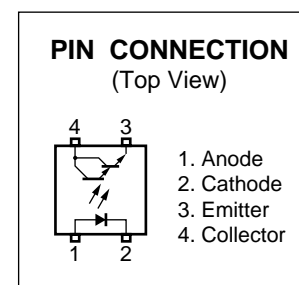 PIN CONNECTION
(Top View)
4 3
1 2
1. Anode
2. Cathode
3. Emitter
4. Collector